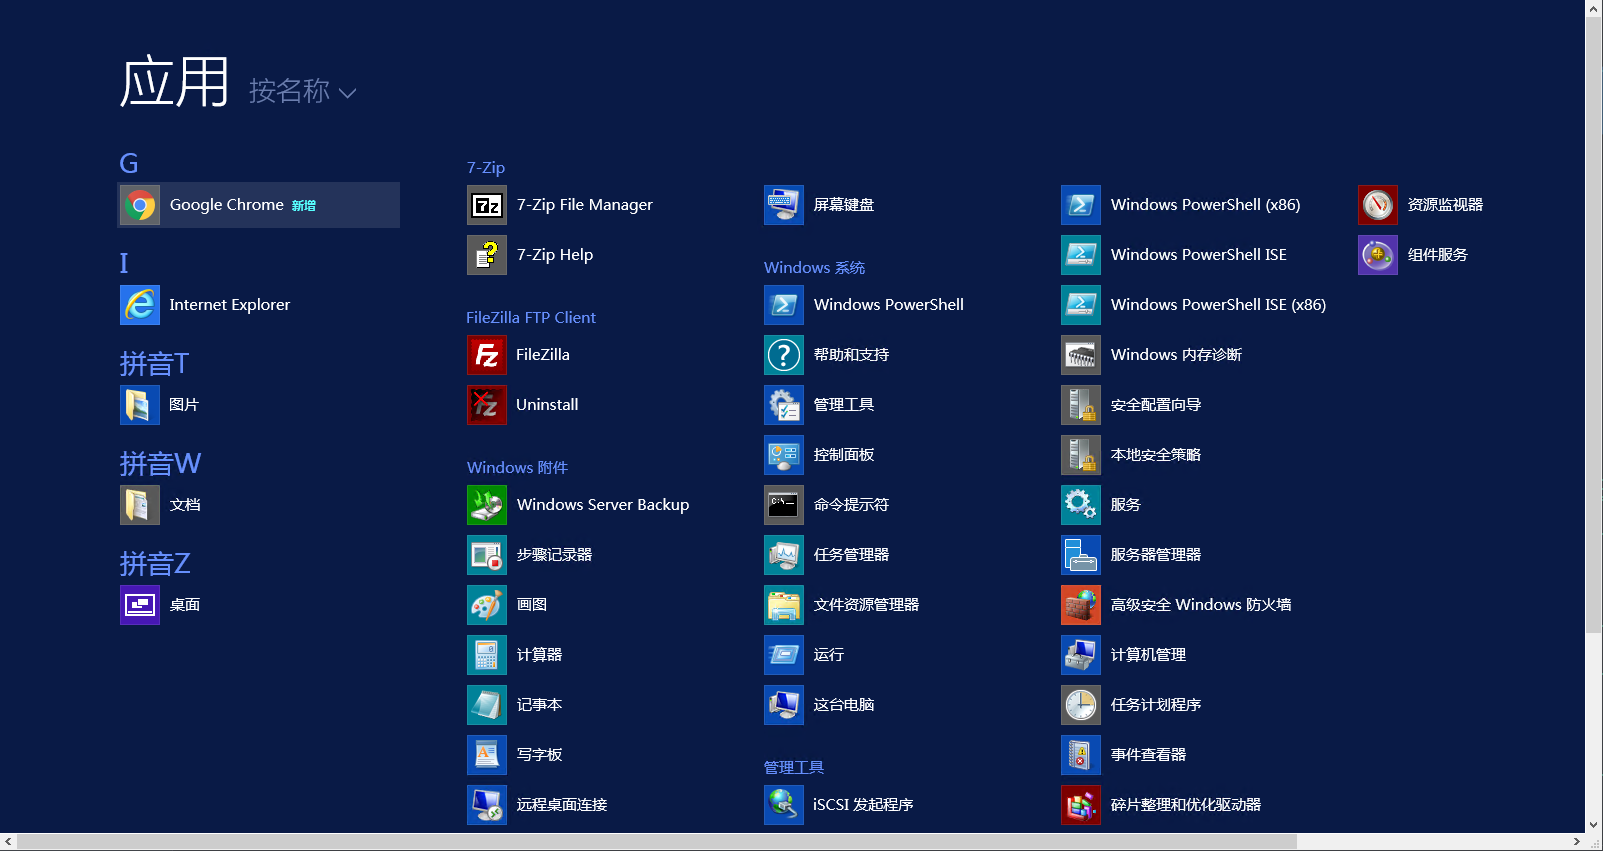 应用 按名称
G
Google Chrome 新增
I
Internet Explorer
拼音T
图片
拼音W
文档
拼音Z
桌面
7-Zip
7-Zip File Manager
7-Zip Help
FileZilla FTP Client
FileZilla
Uninstall
Windows 附件
Windows Server Backup
步骤记录器
画图
计算器
记事本
写字板
远程桌面连接
屏幕键盘
Windows 系统
Windows PowerShell
帮助和支持
管理工具
控制面板
命令提示符
任务管理器
文件资源管理器
运行
这台电脑
管理工具
iSCSI 发起程序
Windows PowerShell (x86)
Windows PowerShell ISE
Windows PowerShell ISE (x86)
Windows 内存诊断
安全配置向导
本地安全策略
服务
服务器管理器
高级安全 Windows 防火墙
计算机管理
任务计划程序
事件查看器
碎片整理和优化驱动器
资源监视器
组件服务